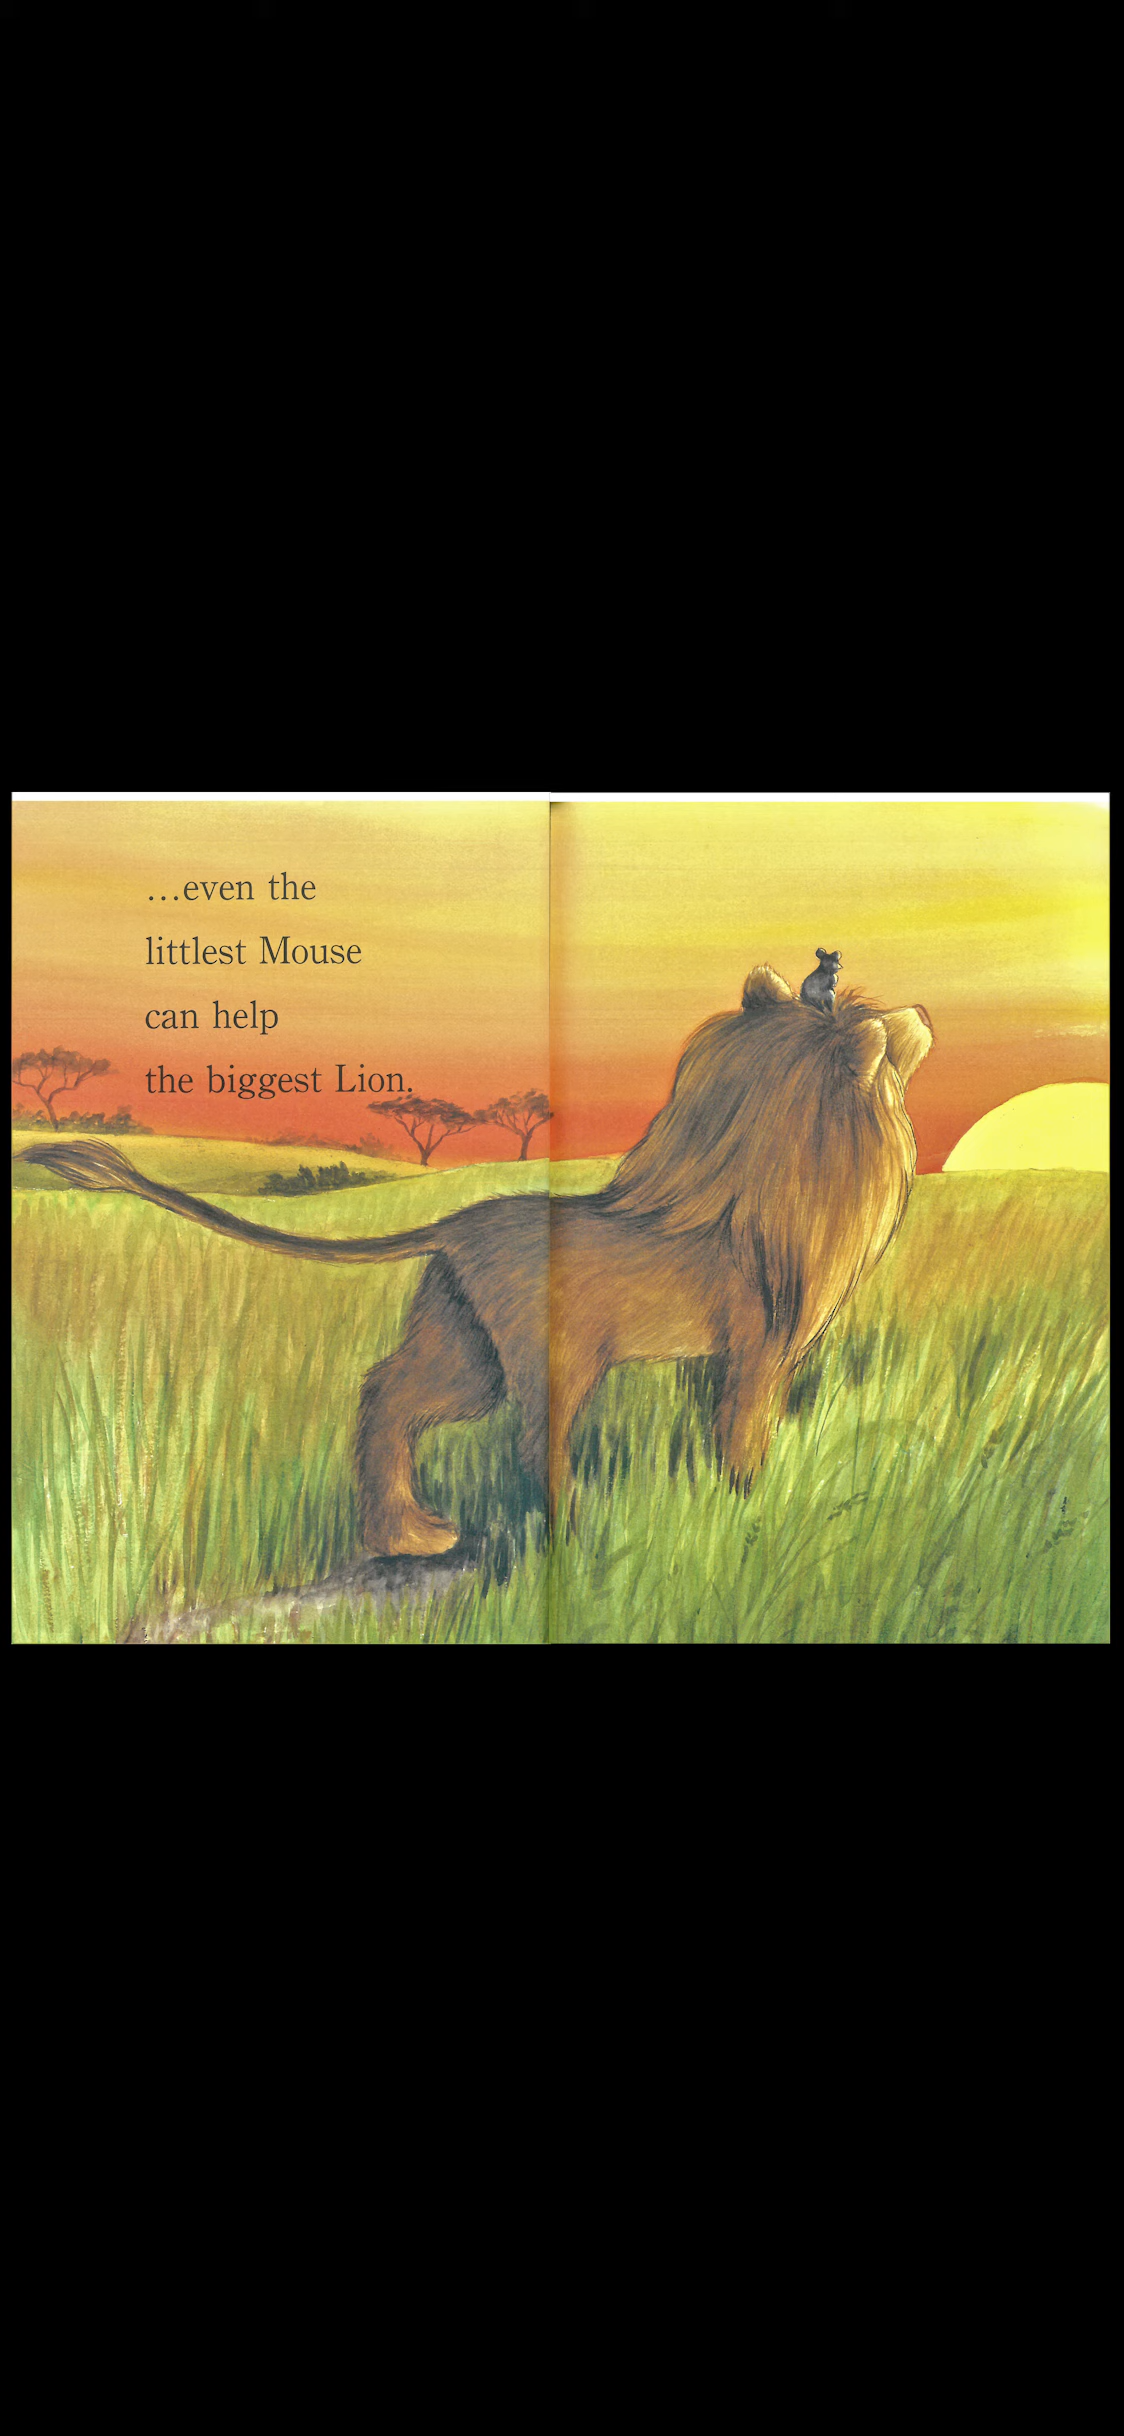 ...even the
littlest Mouse
can help
the biggest Lion.